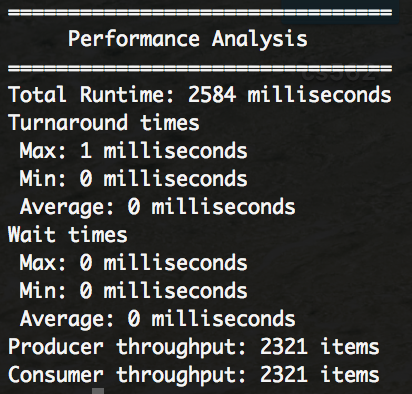 ================================
Performance Analysis
================================
Total Runtime: 2584 milliseconds
Turnaround times
Max: 1 milliseconds
Min: 0 milliseconds
Average: 0 milliseconds
Wait times
Max: 0 milliseconds
Min: 0 milliseconds
Average: 0 milliseconds
Producer throughput: 2321 items
Consumer throughput: 2321 items